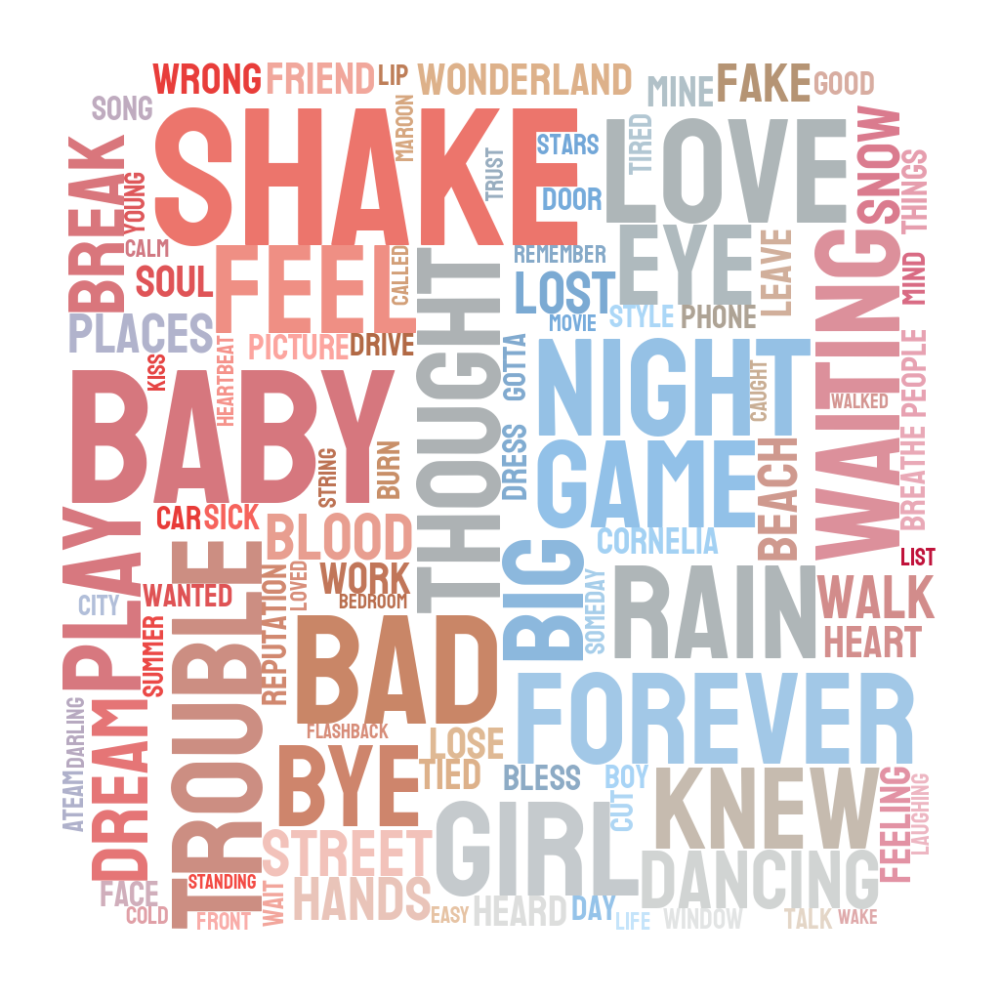 WRONG
FRIEND
LIP
WONDERLAND
MINE
FAKE
GOOD
SONG
SHAKE
MAROON
TRUST
STARS
TIRED
LOVE
SNOW
THINGS
BREAK
YOUNG
DOOR
CALM
FEEL
CALLED
THOUGHT
REMEMBER
EYE
LEAVE
WAITING
MIND
SOUL
LOST
MOVIE
STYLE
PHONE
PLACES
PICTURE
DRIVE
KISS
HEARTBEAT
GOTTA
NIGHT
CAUGHT
WALKED
PEOPLE
BABY
STRING
BURN
DRESS
GAME
BEACH
BREATHE
CAR
SICK
BLOOD
CORNELIA
LIST
PLAY
CITY
WANTED
TROUBLE
REPUTATION
LOVED
WORK
BEDROOM
BIG
SOMEDAY
RAIN
WALK
HEART
SUMMER
BAD
FLASHBACK
FOREVER
DARLING
ATEAM
DREAM
BYE
LOSE
TIED
BLESS
BOY
CUT
KNEW
FEELING
LAUGHING
STREET
GIRL
DANCING
STANDING
FACE
COLD
FRONT
WAIT
HANDS
EASY
HEARD
DAY
LIFE
WINDOW
TALK
WAKE